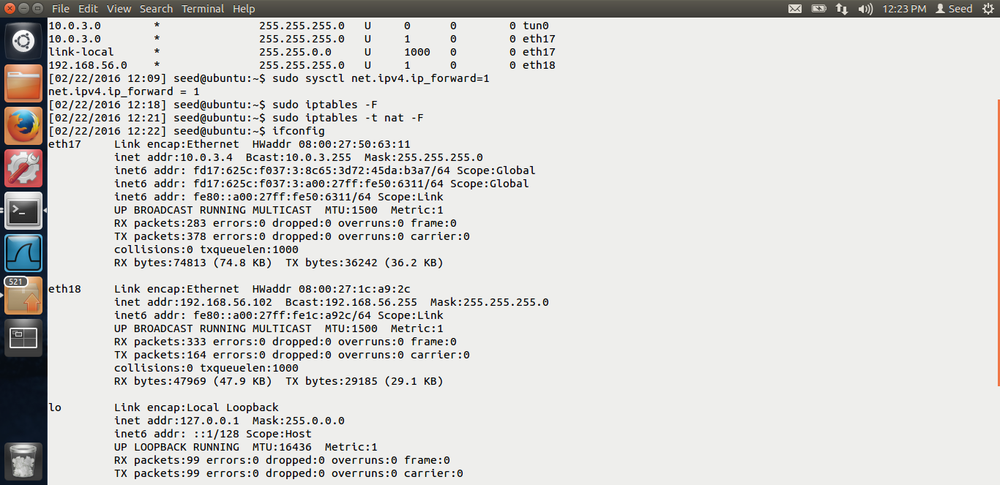 File Edit View Search Terminal Help 12:23 PM Seed
10.0.3.0 * 255.255.255.0 U 0 0 0 tun0
10.0.3.0 * 255.255.255.0 U 1 0 0 eth17
link-local * 255.255.0.0 U 1000 0 0 eth17
192.168.56.0 * 255.255.255.0 U 1 0 0 eth18
[02/22/2016 12:09] seed@ubuntu:~$ sudo sysctl net.ipv4.ip_forward=1
net.ipv4.ip_forward = 1
[02/22/2016 12:18] seed@ubuntu:~$ sudo iptables -F
[02/22/2016 12:21] seed@ubuntu:~$ sudo iptables -t nat -F
[02/22/2016 12:22] seed@ubuntu:~$ ifconfig
eth17 Link encap:Ethernet HWaddr 08:00:27:50:63:11
inet addr:10.0.3.4 Bcast:10.0.3.255 Mask:255.255.255.0
inet6 addr: fd17:625c:f037:3:8c65:3d72:45da:b3a7/64 Scope:Global
inet6 addr: fd17:625c:f037:3:a00:27ff:fe50:6311/64 Scope:Global
inet6 addr: fe80::a00:27ff:fe50:6311/64 Scope:Link
UP BROADCAST RUNNING MULTICAST MTU:1500 Metric:1
RX packets:283 errors:0 dropped:0 overruns:0 frame:0
TX packets:378 errors:0 dropped:0 overruns:0 carrier:0
collisions:0 txqueuelen:1000
RX bytes:74813 (74.8 KB) TX bytes:36242 (36.2 KB)
eth18 Link encap:Ethernet HWaddr 08:00:27:1c:a9:2c
inet addr:192.168.56.102 Bcast:192.168.56.255 Mask:255.255.255.0
inet6 addr: fe80::a00:27ff:fe1c:a92c/64 Scope:Link
UP BROADCAST RUNNING MULTICAST MTU:1500 Metric:1
RX packets:333 errors:0 dropped:0 overruns:0 frame:0
TX packets:164 errors:0 dropped:0 overruns:0 carrier:0
collisions:0 txqueuelen:1000
RX bytes:47969 (47.9 KB) TX bytes:29185 (29.1 KB)
lo Link encap:Local Loopback
inet addr:127.0.0.1 Mask:255.0.0.0
inet6 addr: ::1/128 Scope:Host
UP LOOPBACK RUNNING MTU:16436 Metric:1
RX packets:99 errors:0 dropped:0 overruns:0 frame:0
TX packets:99 errors:0 dropped:0 overruns:0 carrier:0
521